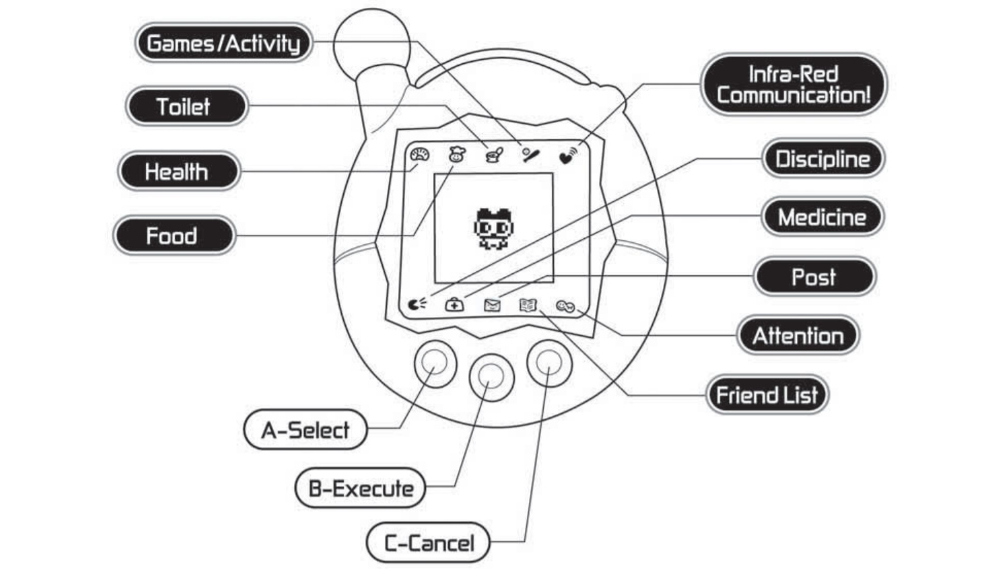 Games/Activity
Toilet
Health
Food
Infra-Red
Communication!
Discipline
Medicine
Post
Attention
Friend List
A-Select
B-Execute
C-Cancel